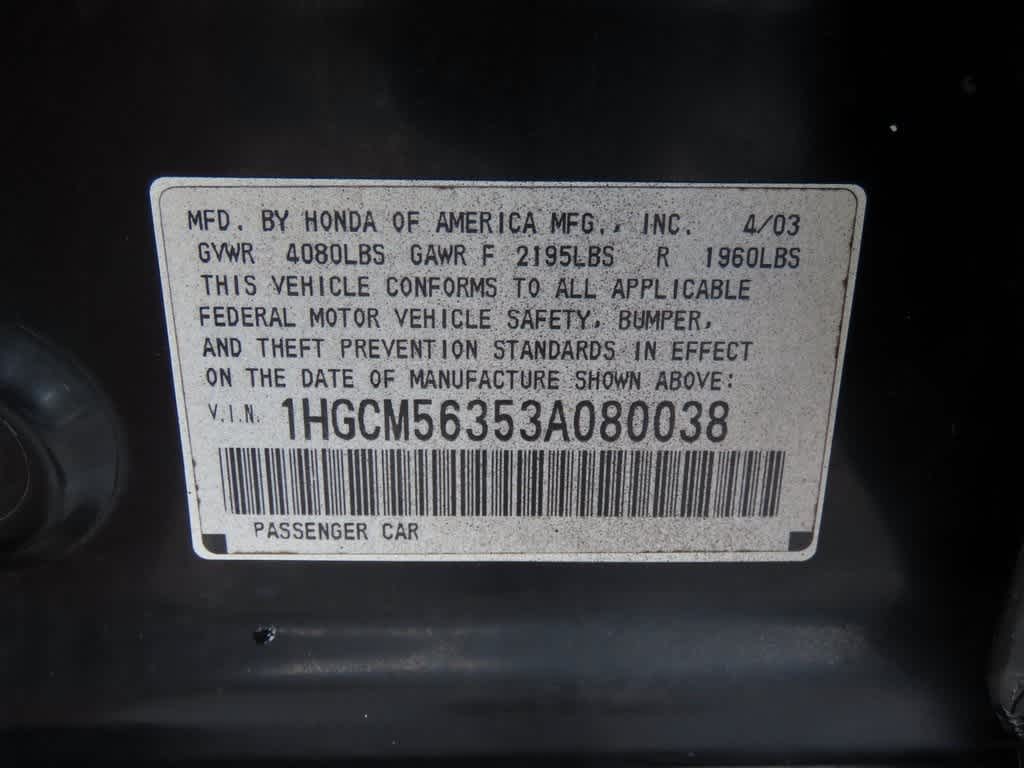 MFD. BY HONDA OF AMERICA MFG., INC. 4/03
GVWR 4080LBS GAWR F 2195LBS R 1960LBS
THIS VEHICLE CONFORMS TO ALL APPLICABLE
FEDERAL MOTOR VEHICLE SAFETY, BUMPER,
AND THEFT PREVENTION STANDARDS IN EFFECT
ON THE DATE OF MANUFACTURE SHOWN ABOVE:
V.I.N. 1HGCM56353A080038
PASSENGER CAR